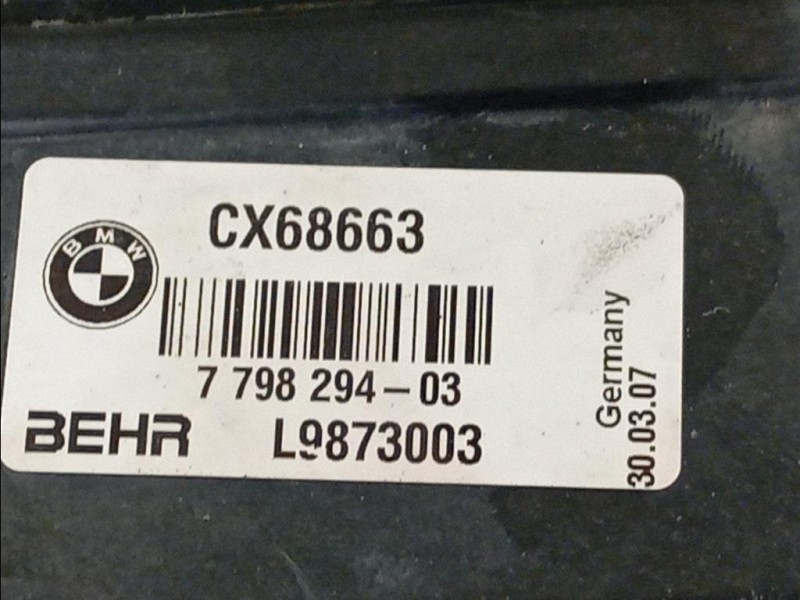 CX68663
BMW
7 798 294-03
BEHR L9873003
Germany
30.03.07